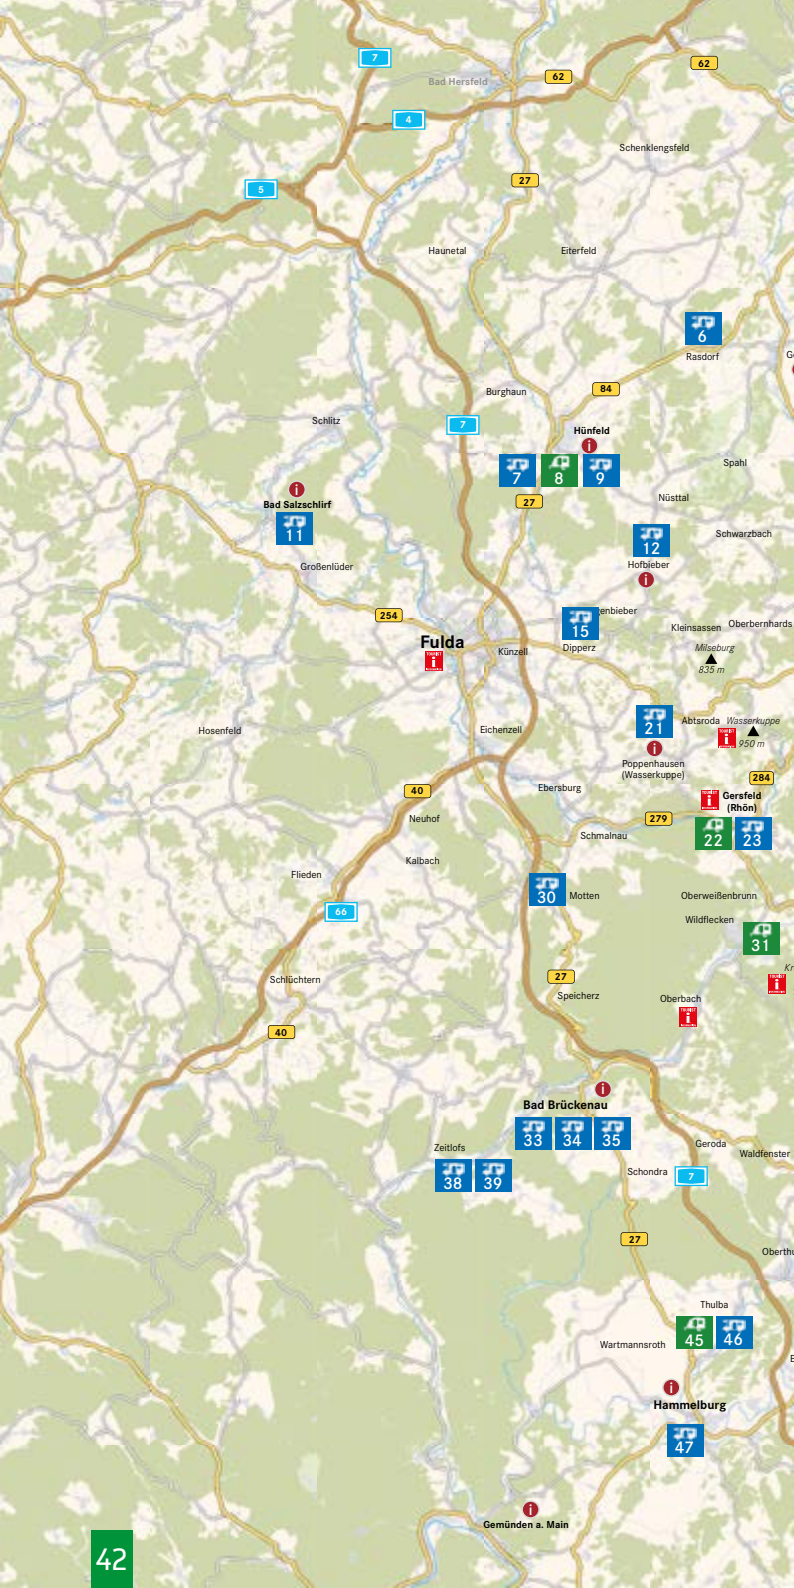 7
Bad Hersfeld
62
62
4
Schenklengsfeld
27
5
Haunetal
Eiterfeld
6
Rasdorf
84
Burghaun
Schlitz
7
Hünfeld
i
7
8
9
Spahl
i
Bad Salzschlirf
11
27
Nüsttal
12
Schwarzbach
Hofbieber
i
Großenlüder
254
15
enbieber
Kleinsassen
Oberbernhards
Fulda
i
Künzell
Dipperz
Milseburg
835 m
21
Abtsroda
Wasserkuppe
i
950 m
Hosenfeld
Eichenzell
i
Poppenhausen
(Wasserkuppe)
284
40
Ebersburg
i
Gersfeld
(Rhön)
Neuhof
279
Schmalnau
22
23
Kalbach
Flieden
30
Motten
Oberweißenbrunn
66
Wildflecken
31
Kr
i
Schlüchtern
27
Speicherz
Oberbach
i
40
i
Bad Brückenau
33
34
35
Zeitlofs
Geroda
Waldfenster
38
39
Schondra
7
27
Oberthu
Thulba
45
46
Wartmannsroth
i
Hammelburg
47
i
Gemünden a. Main
42